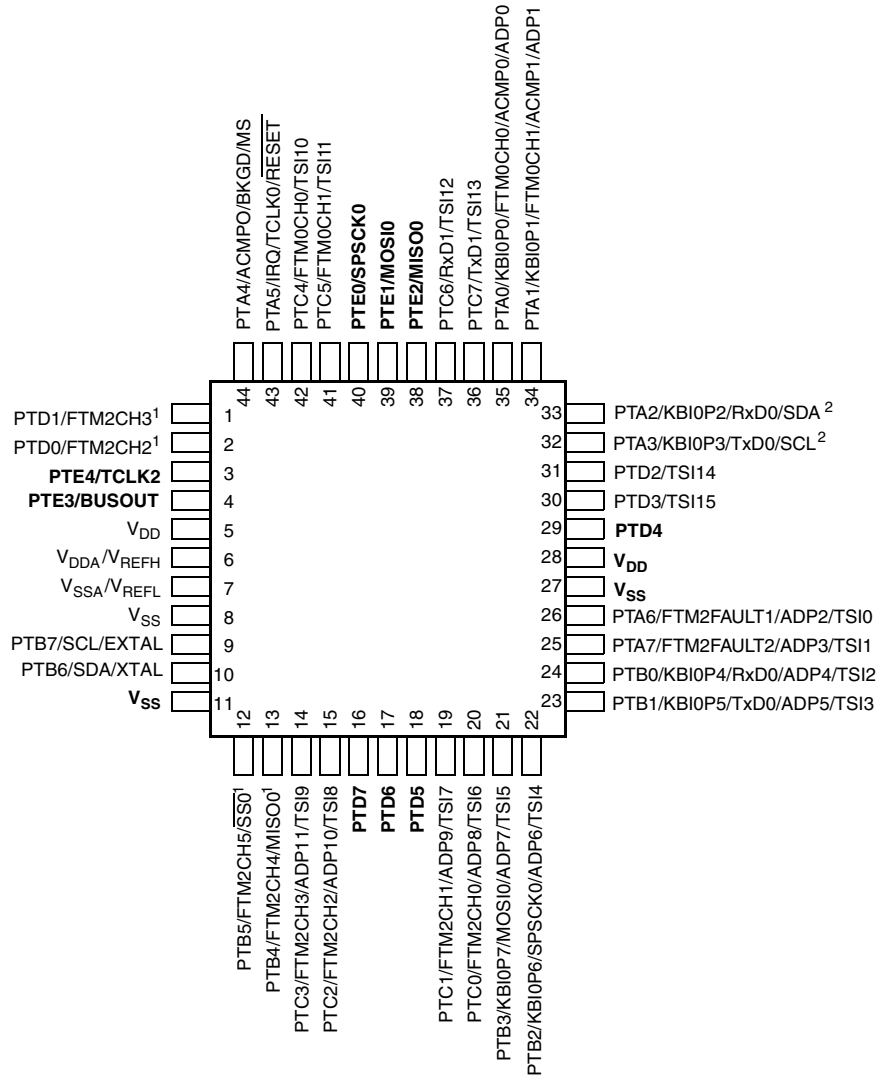 PTA4/ACMPO/BKGD/MS
PTA5/IRQ/TCLK0/RESET
PTC4/FTM0CH0/TSI10
PTC5/FTM0CH1/TSI11
PTE0/SPSCK0
PTE1/MOSI0
PTE2/MISO0
PTC6/RxD1/TSI12
PTC7/TxD1/TSI13
PTA0/KBI0P0/FTM0CH0/ACMP0/ADP0
PTA1/KBI0P1/FTM0CH1/ACMP1/ADP1
44
43
42
41
40
39
38
37
36
35
34
PTD1/FTM2CH3¹ 1
PTD0/FTM2CH2¹ 2
PTE4/TCLK2 3
PTE3/BUSOUT 4
VDD 5
VDDA/VREFH 6
VSSA/VREFL 7
VSS 8
PTB7/SCL/EXTAL 9
PTB6/SDA/XTAL 10
VSS 11
33 PTA2/KBI0P2/RxD0/SDA²
32 PTA3/KBI0P3/TxD0/SCL²
31 PTD2/TSI14
30 PTD3/TSI15
29 PTD4
28 VDD
27 VSS
26 PTA6/FTM2FAULT1/ADP2/TSI0
25 PTA7/FTM2FAULT2/ADP3/TSI1
24 PTB0/KBI0P4/RxD0/ADP4/TSI2
23 PTB1/KBI0P5/TxD0/ADP5/TSI3
12
13
14
15
16
17
18
19
20
21
22
PTB5/FTM2CH5/SS0¹
PTB4/FTM2CH4/MISO0¹
PTC3/FTM2CH3/ADP11/TSI9
PTC2/FTM2CH2/ADP10/TSI8
PTD7
PTD6
PTD5
PTC1/FTM2CH1/ADP9/TSI7
PTC0/FTM2CH0/ADP8/TSI6
PTB3/KBI0P7/MOSI0/ADP7/TSI5
PTB2/KBI0P6/SPSCK0/ADP6/TSI4